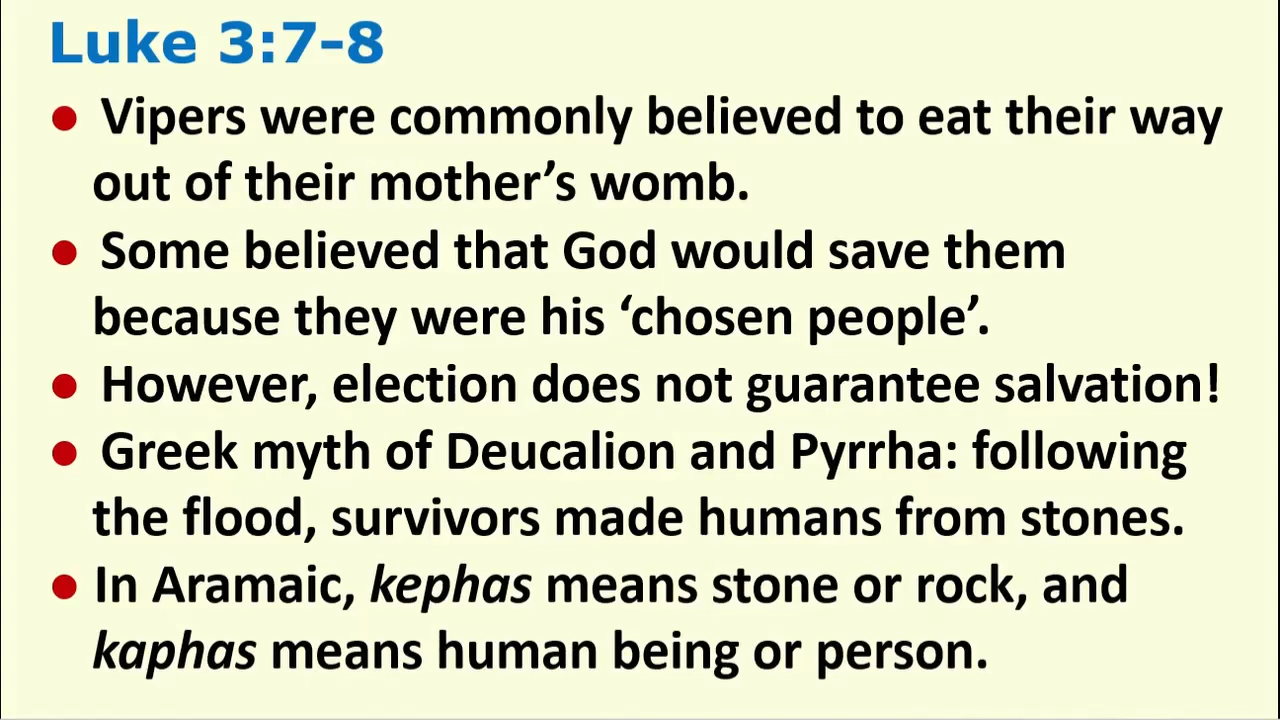 Luke 3:7-8
● Vipers were commonly believed to eat their way
out of their mother’s womb.
● Some believed that God would save them
because they were his ‘chosen people’.
● However, election does not guarantee salvation!
● Greek myth of Deucalion and Pyrrha: following
the flood, survivors made humans from stones.
● In Aramaic, kephas means stone or rock, and
kaphas means human being or person.